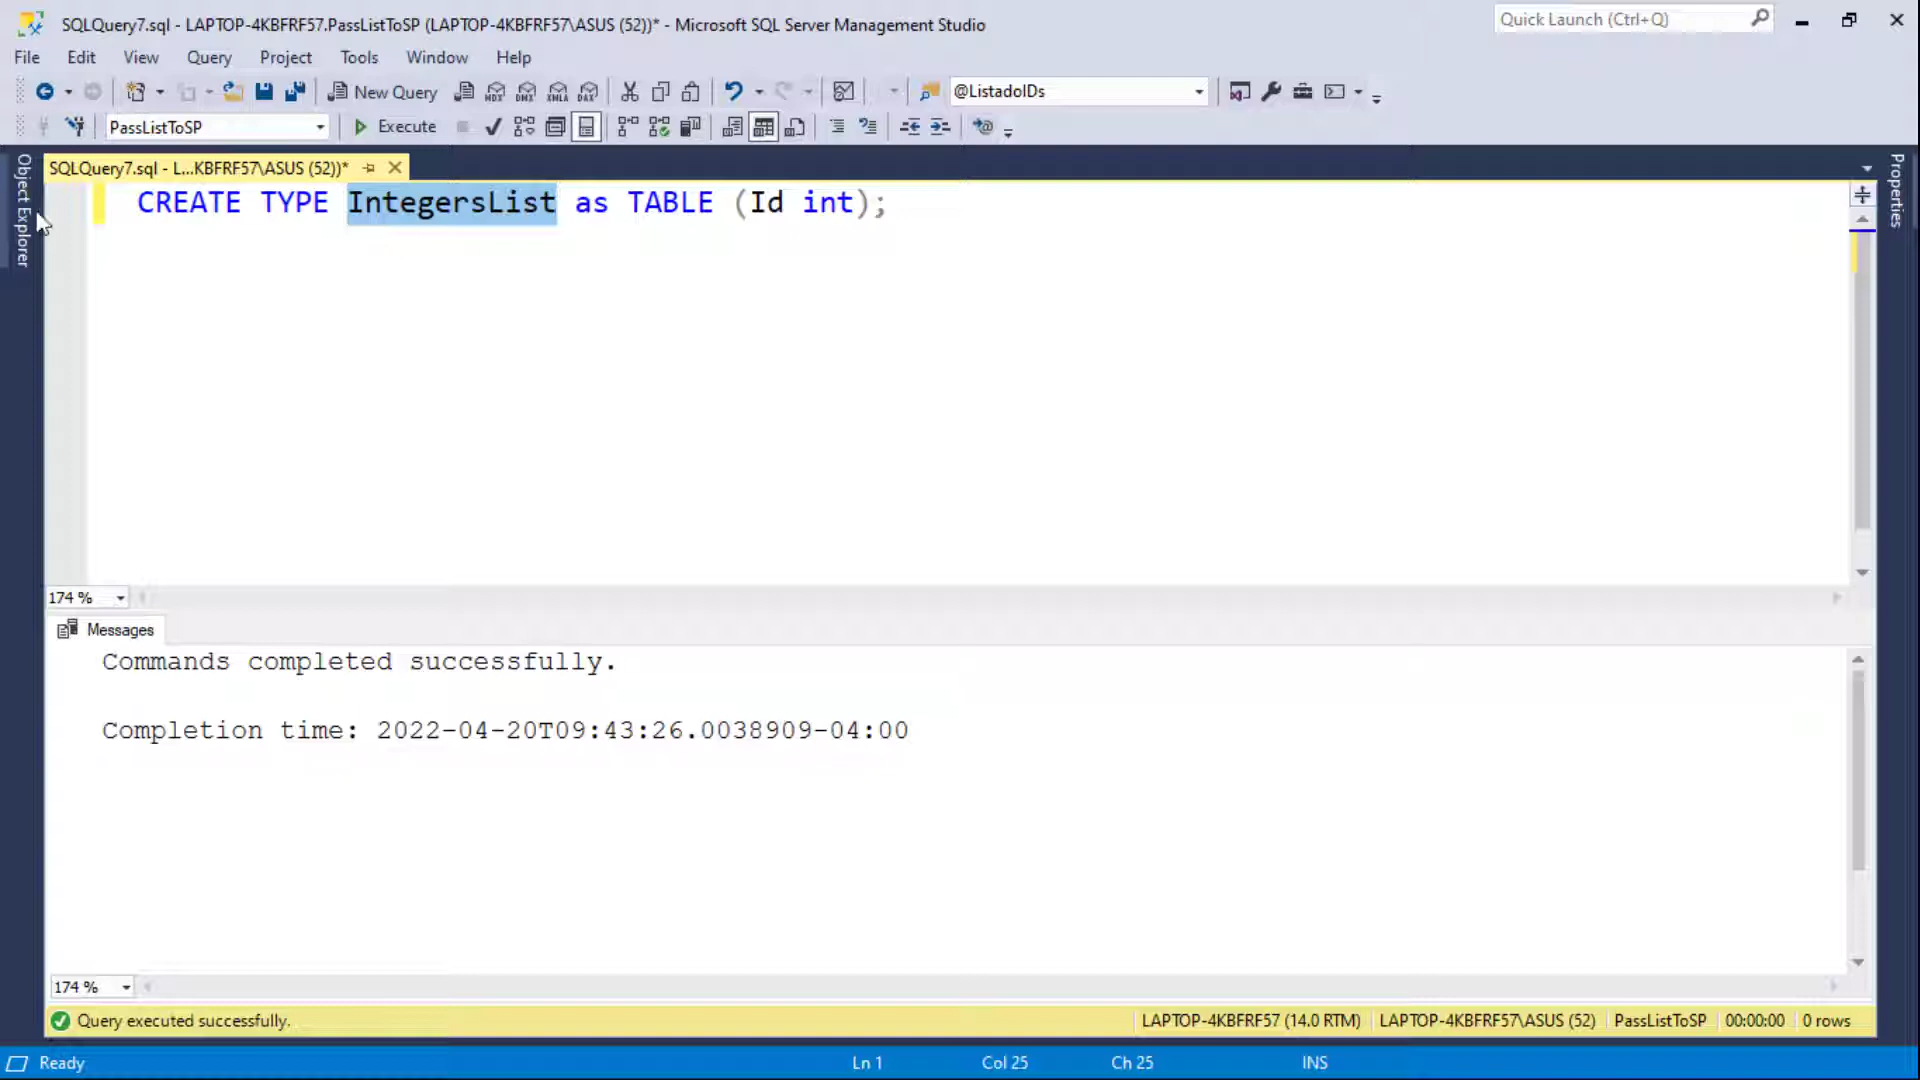 SQLQuery7.sql - LAPTOP-4KBFRF57.PassListToSP (LAPTOP-4KBFRF57\ASUS (52))* - Microsoft SQL Server Management Studio
Quick Launch (Ctrl+Q)
File Edit View Query Project Tools Window Help
New Query
MDX DMX XMLA DAX
@ListadoIDs
PassListToSP
Execute
SQLQuery7.sql - L...KBFRF57\ASUS (52))*
Object Explorer
Properties
CREATE TYPE IntegersList as TABLE (Id int);
174 %
Messages
Commands completed successfully.
Completion time: 2022-04-20T09:43:26.0038909-04:00
174 %
Query executed successfully.
LAPTOP-4KBFRF57 (14.0 RTM)
LAPTOP-4KBFRF57\ASUS (52)
PassListToSP
00:00:00
0 rows
Ready
Ln 1
Col 25
Ch 25
INS